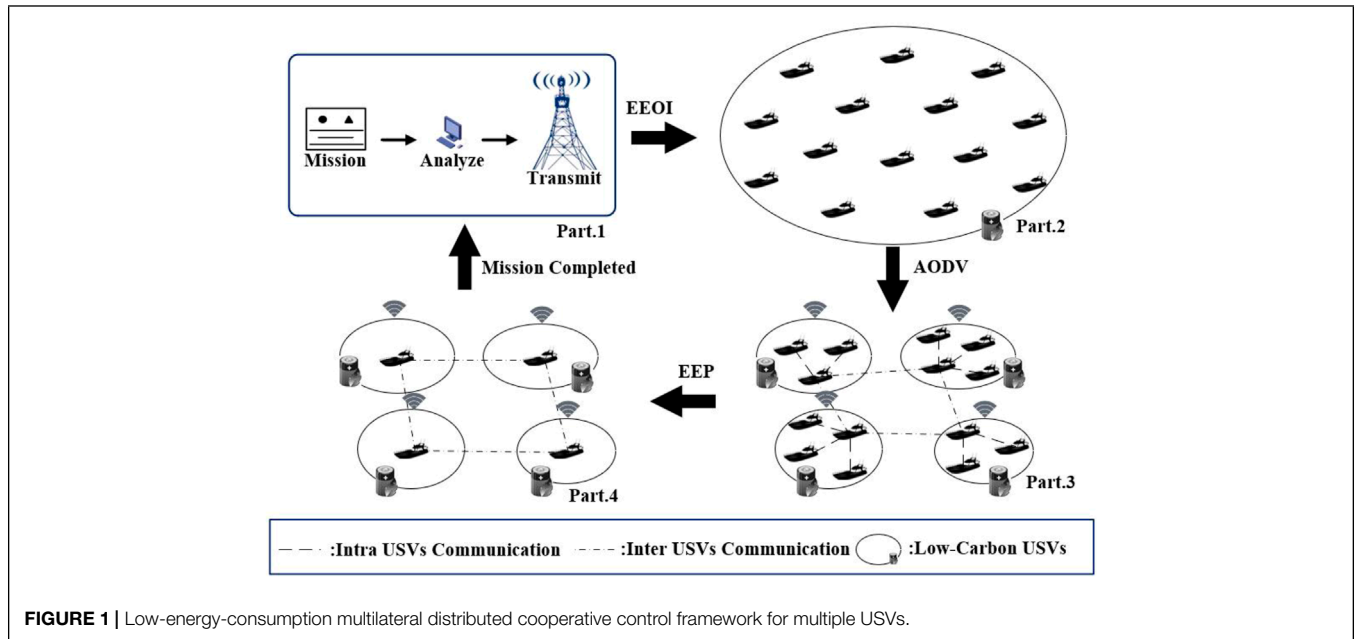 Mission
Analyze
Transmit
Part.1
EEOI
Part.2
AODV
Mission Completed
EEP
Part.4
Part.3
:Intra USVs Communication
:Inter USVs Communication
:Low-Carbon USVs
FIGURE 1 | Low-energy-consumption multilateral distributed cooperative control framework for multiple USVs.